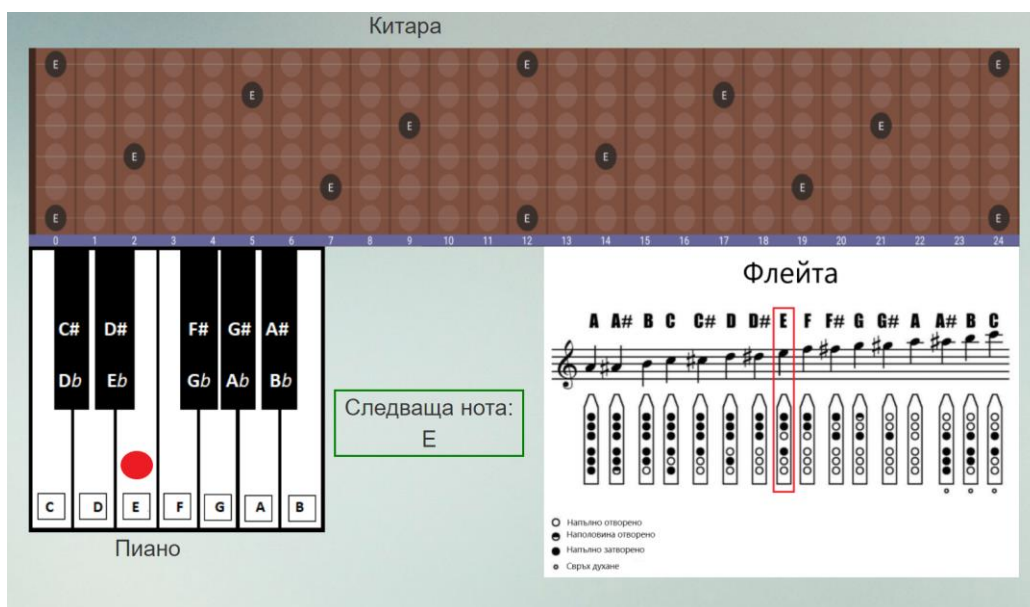 Китара
E E E
E E
E E
E E
E E
E E E
0 1 2 3 4 5 6 7 8 9 10 11 12 13 14 15 16 17 18 19 20 21 22 23 24
Флейта
A A# B C C# D D# E F F# G G# A A# B C
C# D# F# G# A#
Db Eb Gb Ab Bb
Следваща нота:
E
C D E F G A B
Пиано
Напълно отворено
Наполовина отворено
Напълно затворено
Свръх духане